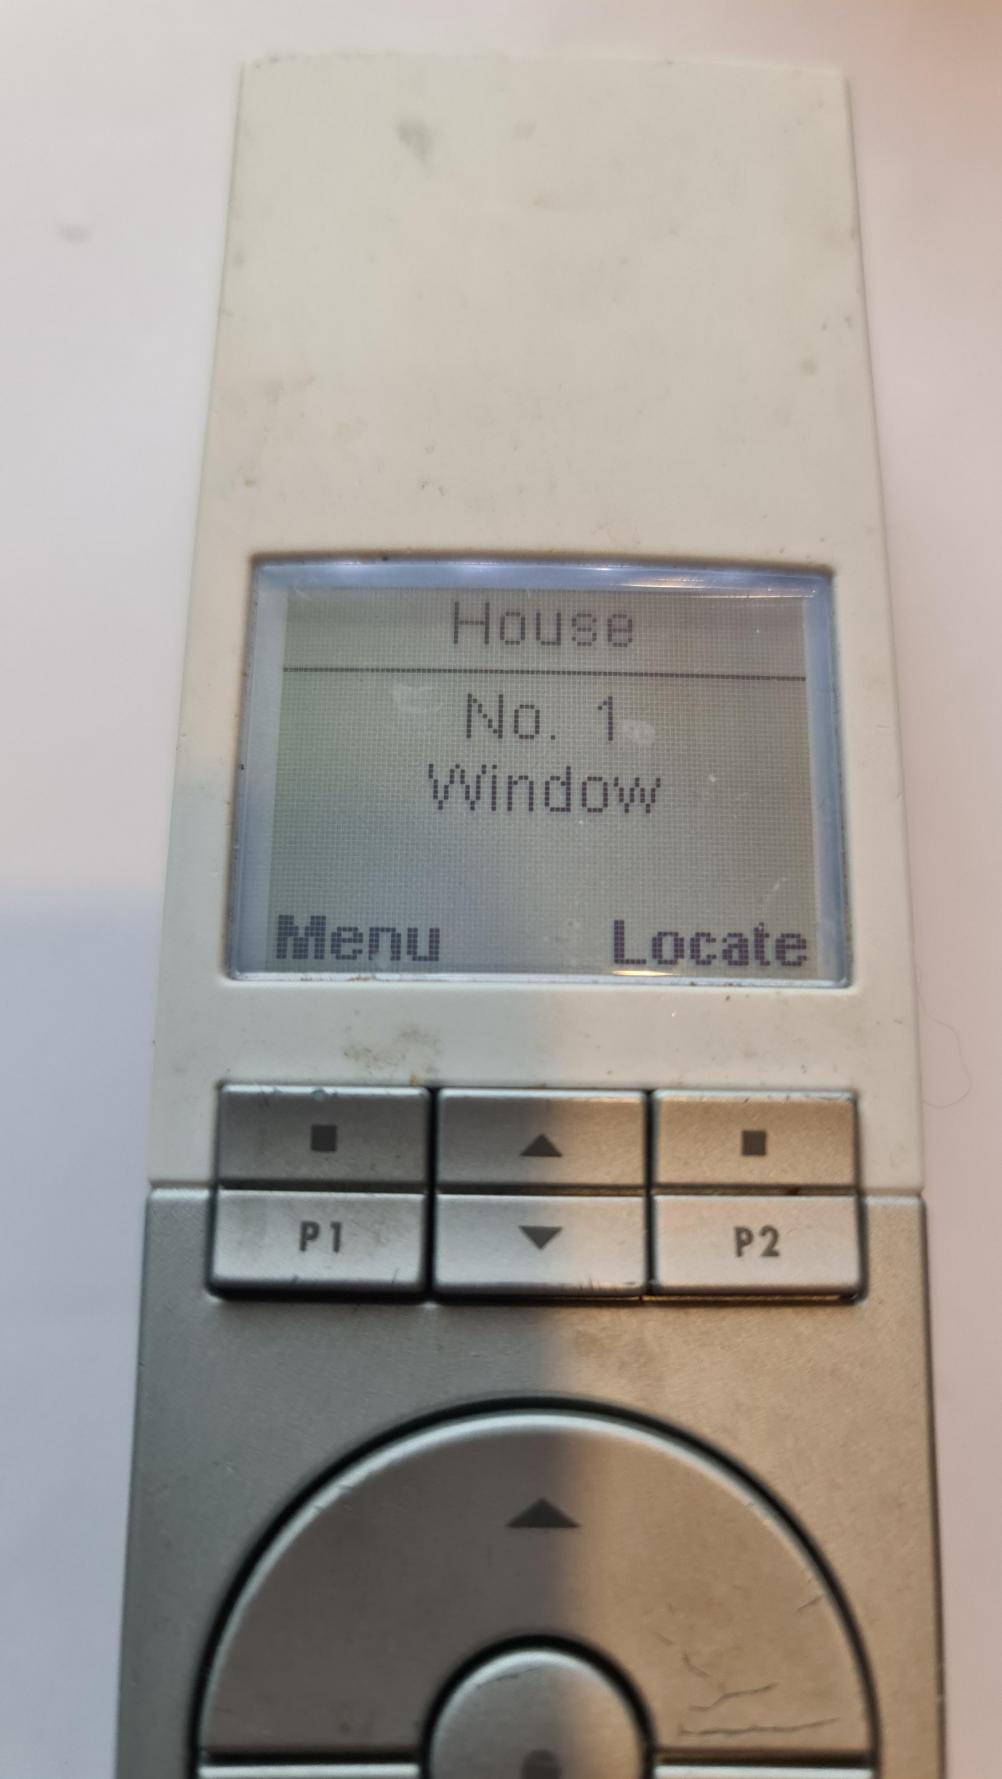 House
No. 1
Window
Menu Locate
P1 P2